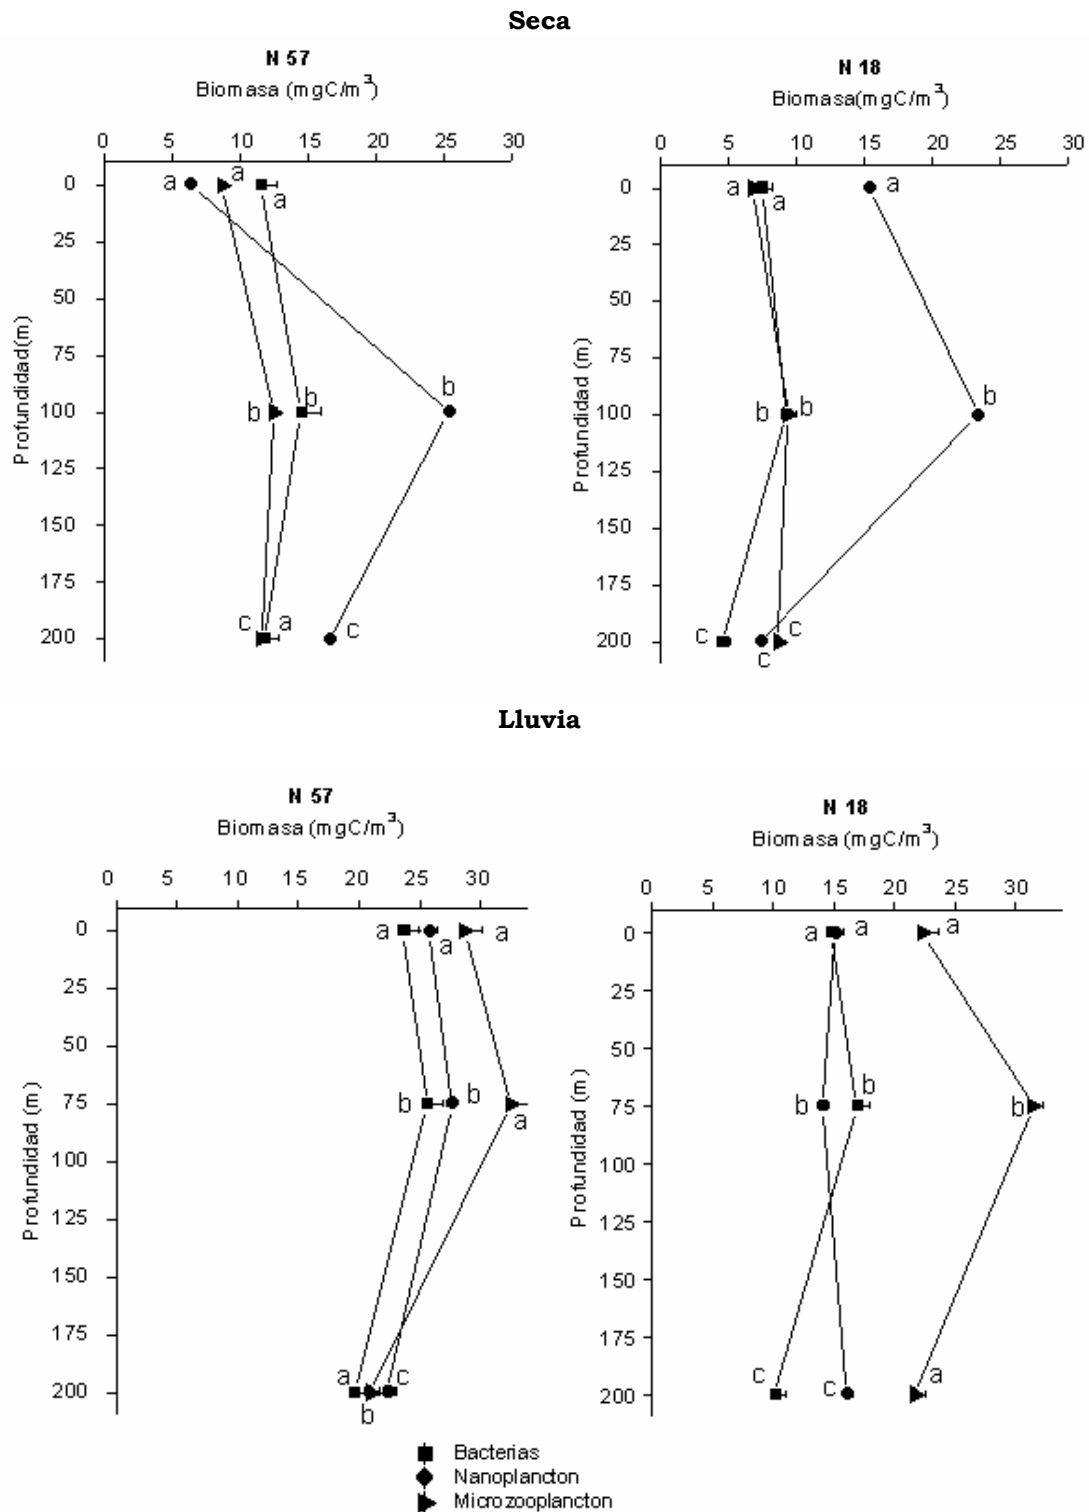 Seca
N 57
Biomasa (mgC/m³)
0 5 10 15 20 25 30
Profundidad(m)
0
25
50
75
100
125
150
175
200
a a a
b b b
c a c
N 18
Biomasa(mgC/m³)
0 5 10 15 20 25 30
Profundidad (m)
0
25
50
75
100
125
150
175
200
a a a
b b b
c c c
Lluvia
N 57
Biomasa (mgC/m³)
0 5 10 15 20 25 30
Profundidad (m)
0
25
50
75
100
125
150
175
200
a a a
b b a
a b c
N 18
Biomasa (mgC/m³)
0 5 10 15 20 25 30
Profundidad (m)
0
25
50
75
100
125
150
175
200
a a a
b b b
c c a
Bacterias
Nanoplancton
Microzooplancton